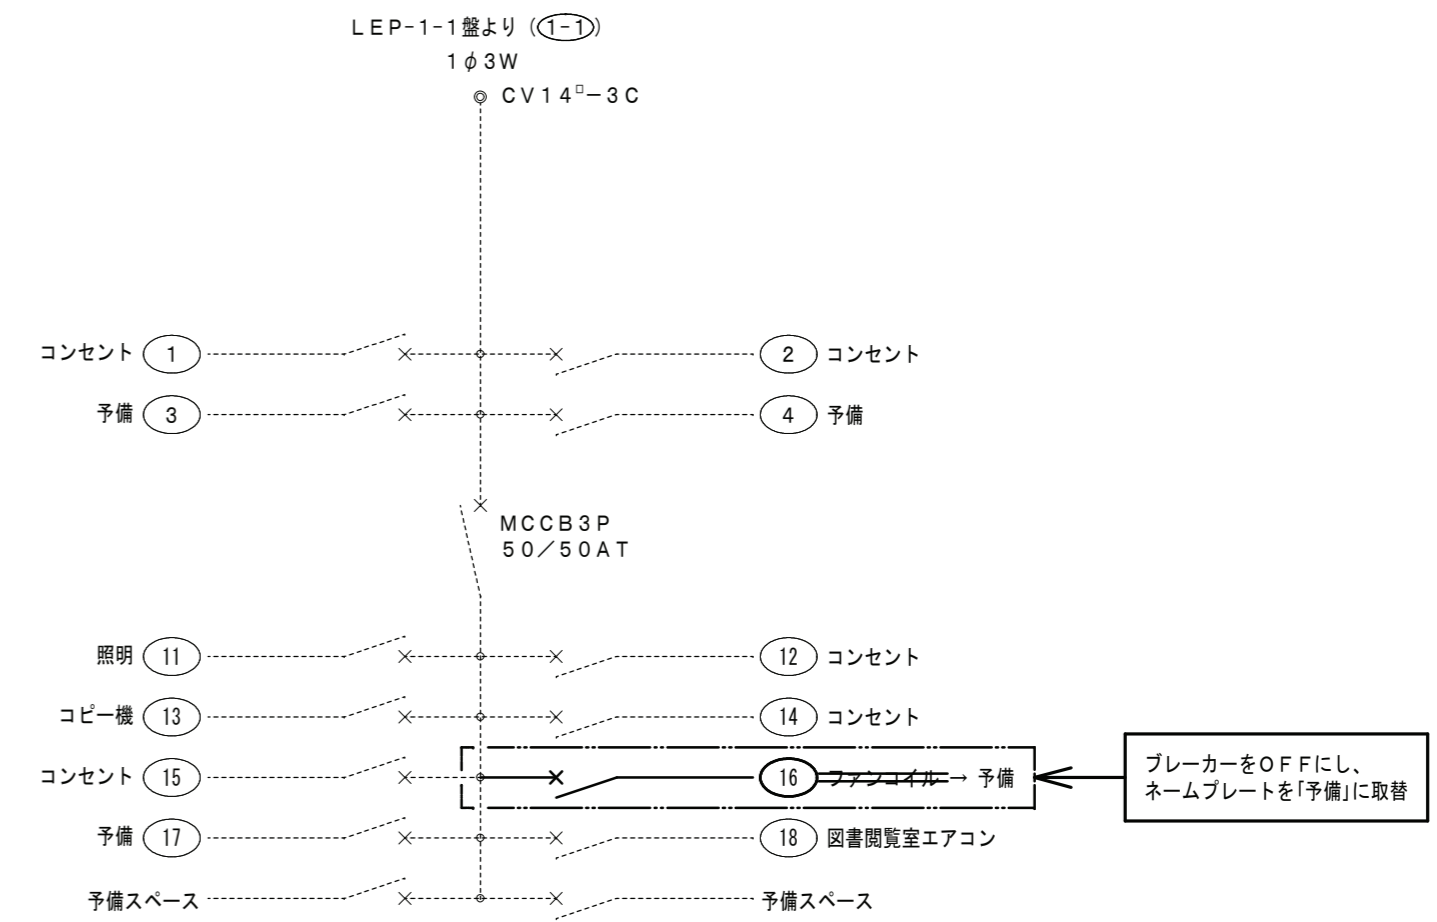 ＬＥＰ-１-１盤より（1-1）
１φ３Ｗ
ＣＶ１４□－３Ｃ
コンセント 1 2 コンセント
予備 3 4 予備
ＭＣＣＢ３Ｐ
５０／５０ＡＴ
照明 11 12 コンセント
コピー機 13 14 コンセント
コンセント 15 16 ファンコイル → 予備
ブレーカーをＯＦＦにし、
ネームプレートを「予備」に取替
予備 17 18 図書閲覧室エアコン
予備スペース 予備スペース